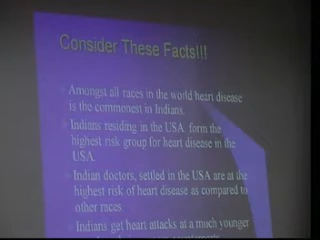 Consider These Facts!!!
Amongst all races in the world heart disease
is the commonest in Indians.
Indians residing in the USA form the
highest risk group for heart disease in the
USA.
Indian doctors, settled in the USA are at the
highest risk of heart disease as compared to
other races
Indians get heart attacks at a much younger